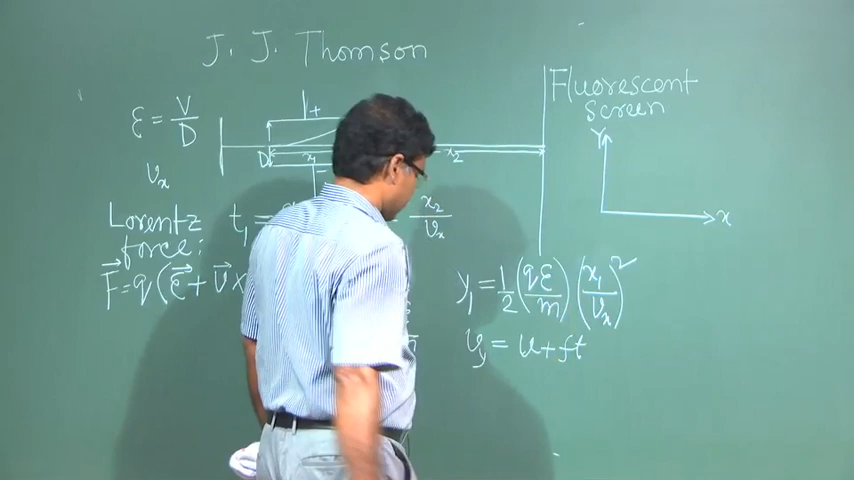 J. J. Thomson
Fluorescent
screen
ε = V/D
+
D
x₁
x₂
−
Y
x
vₓ
Lorentz
force:
t₁ =
x₂/vₓ
F⃗ = q(ε⃗ + v⃗ ×
y₁ = 1/2 (qε/m) (x₁/vₓ)²
v_y = u + ft